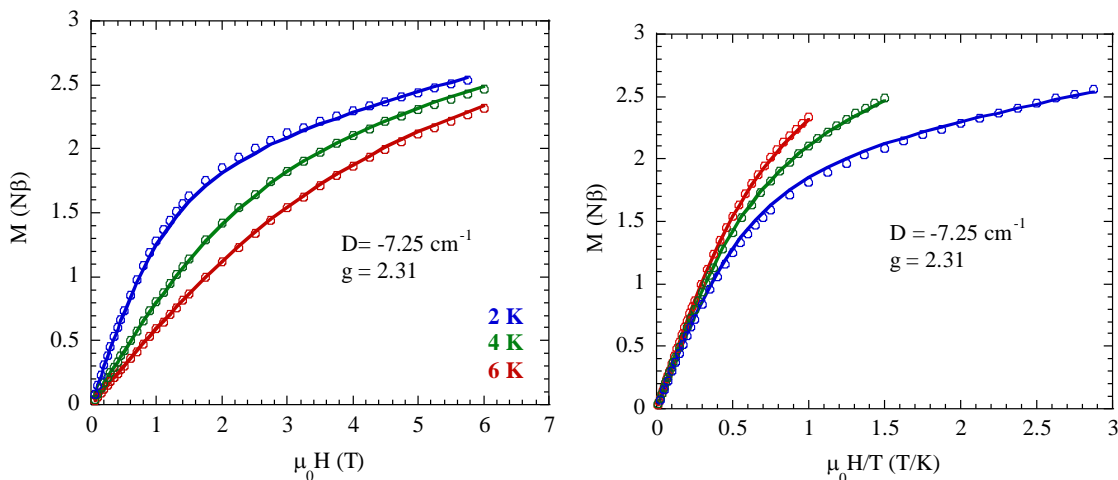 3
2.5
2
1.5
1
0.5
0
M (Nβ)
D= -7.25 cm⁻¹
g = 2.31
2 K
4 K
6 K
0 1 2 3 4 5 6 7
μ₀H (T)
3
2.5
2
1.5
1
0.5
0
M (Nβ)
D = -7.25 cm⁻¹
g = 2.31
0 0.5 1 1.5 2 2.5 3
μ₀H/T (T/K)